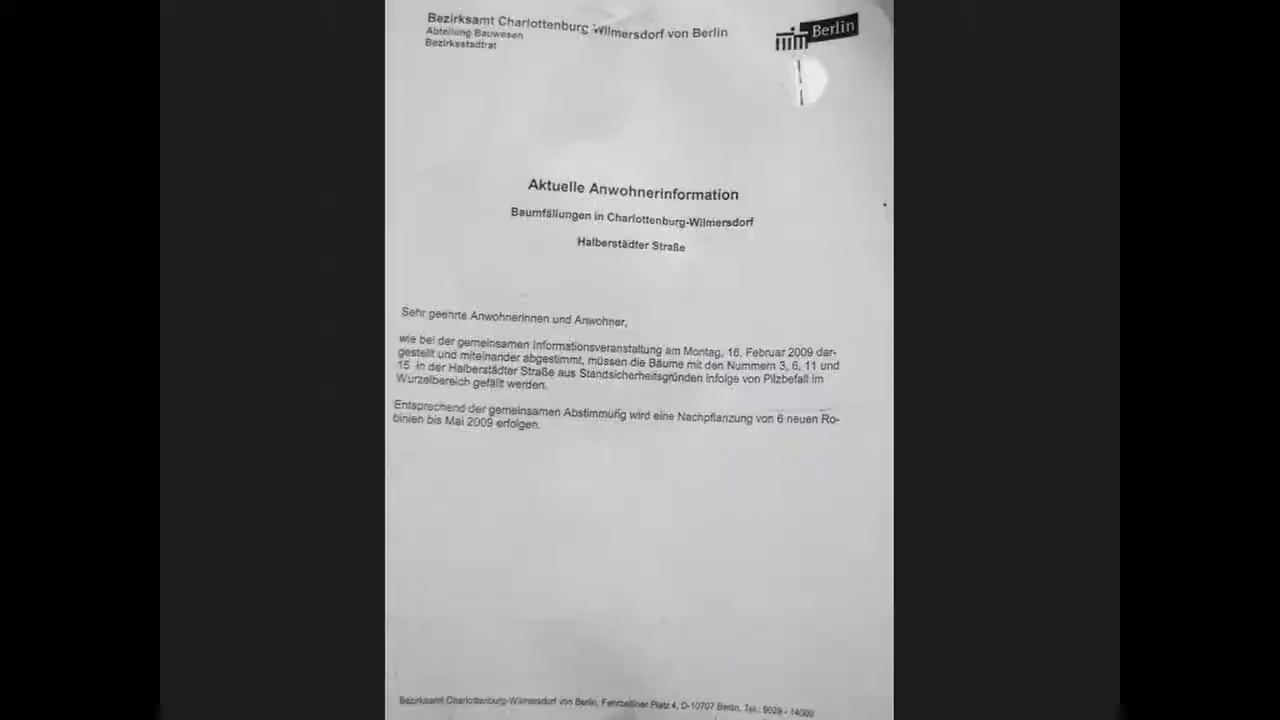 Bezirksamt Charlottenburg Wilmersdorf von Berlin
Abteilung Bauwesen
Bezirksstadtrat
Berlin
Aktuelle Anwohnerinformation
Baumfällungen in Charlottenburg-Wilmersdorf
Halberstädter Straße
Sehr geehrte Anwohnerinnen und Anwohner,
wie bei der gemeinsamen Informationsveranstaltung am Montag, 16. Februar 2009 dar-
gestellt und miteinander abgestimmt, müssen die Bäume mit den Nummern 3, 6, 11 und
15 in der Halberstädter Straße aus Standsicherheitsgründen infolge von Pilzbefall im
Wurzelbereich gefällt werden.
Entsprechend der gemeinsamen Abstimmung wird eine Nachpflanzung von 6 neuen Ro-
binien bis Mai 2009 erfolgen.
Bezirksamt Charlottenburg-Wilmersdorf von Berlin, Fehrbelliner Platz 4, D-10707 Berlin, Tel.: 9029 - 14000